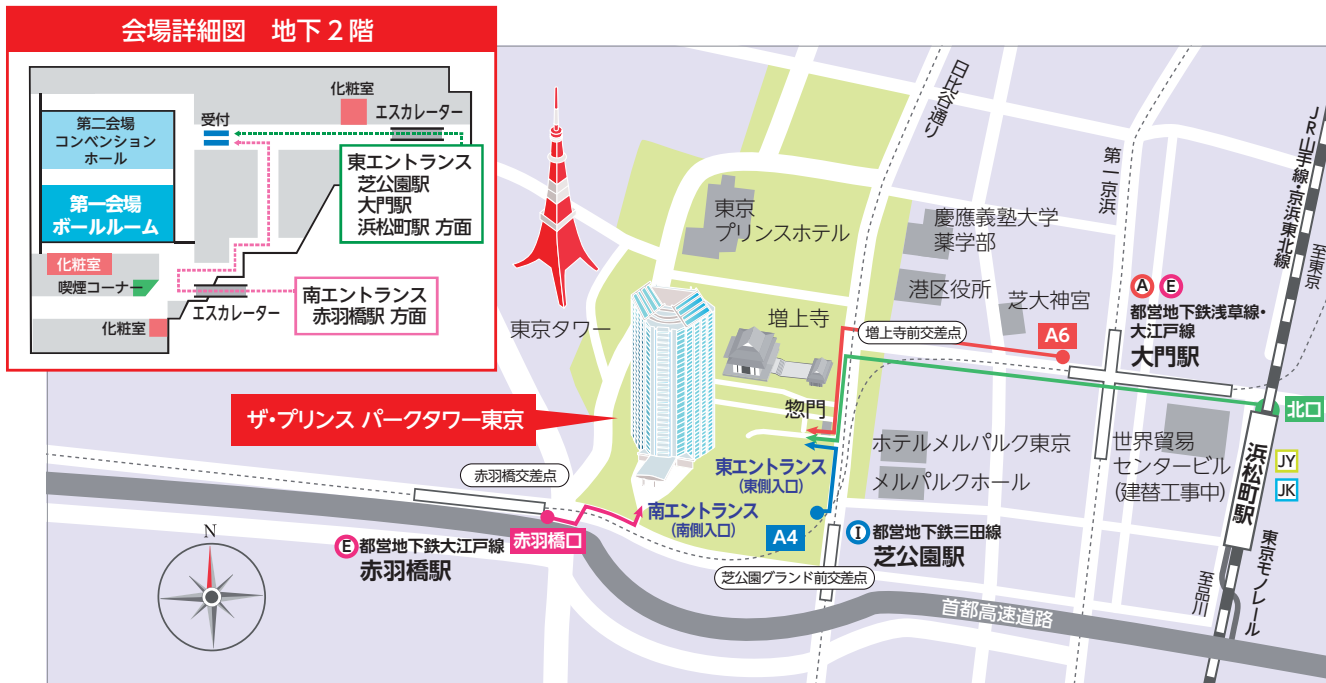 会場詳細図　地下2階
化粧室
エスカレーター
受付
第二会場
コンベンション
ホール
第一会場
ボールルーム
東エントランス
芝公園駅
大門駅
浜松町駅 方面
化粧室
喫煙コーナー
化粧室
エスカレーター
南エントランス
赤羽橋駅 方面
日比谷通り
第一京浜
JR山手線・京浜東北線
至東京
東京
プリンスホテル
慶應義塾大学
薬学部
港区役所
芝大神宮
東京タワー
増上寺
増上寺前交差点
A6
A E
都営地下鉄浅草線・
大江戸線
大門駅
北口
ザ・プリンス パークタワー東京
惣門
ホテルメルパルク東京
メルパルクホール
世界貿易
センタービル
(建替工事中)
浜松町駅
JY
JK
東エントランス
(東側入口)
南エントランス
(南側入口)
赤羽橋交差点
赤羽橋口
E 都営地下鉄大江戸線
赤羽橋駅
A4
I 都営地下鉄三田線
芝公園駅
芝公園グランド前交差点
首都高速道路
至品川
東京モノレール
N